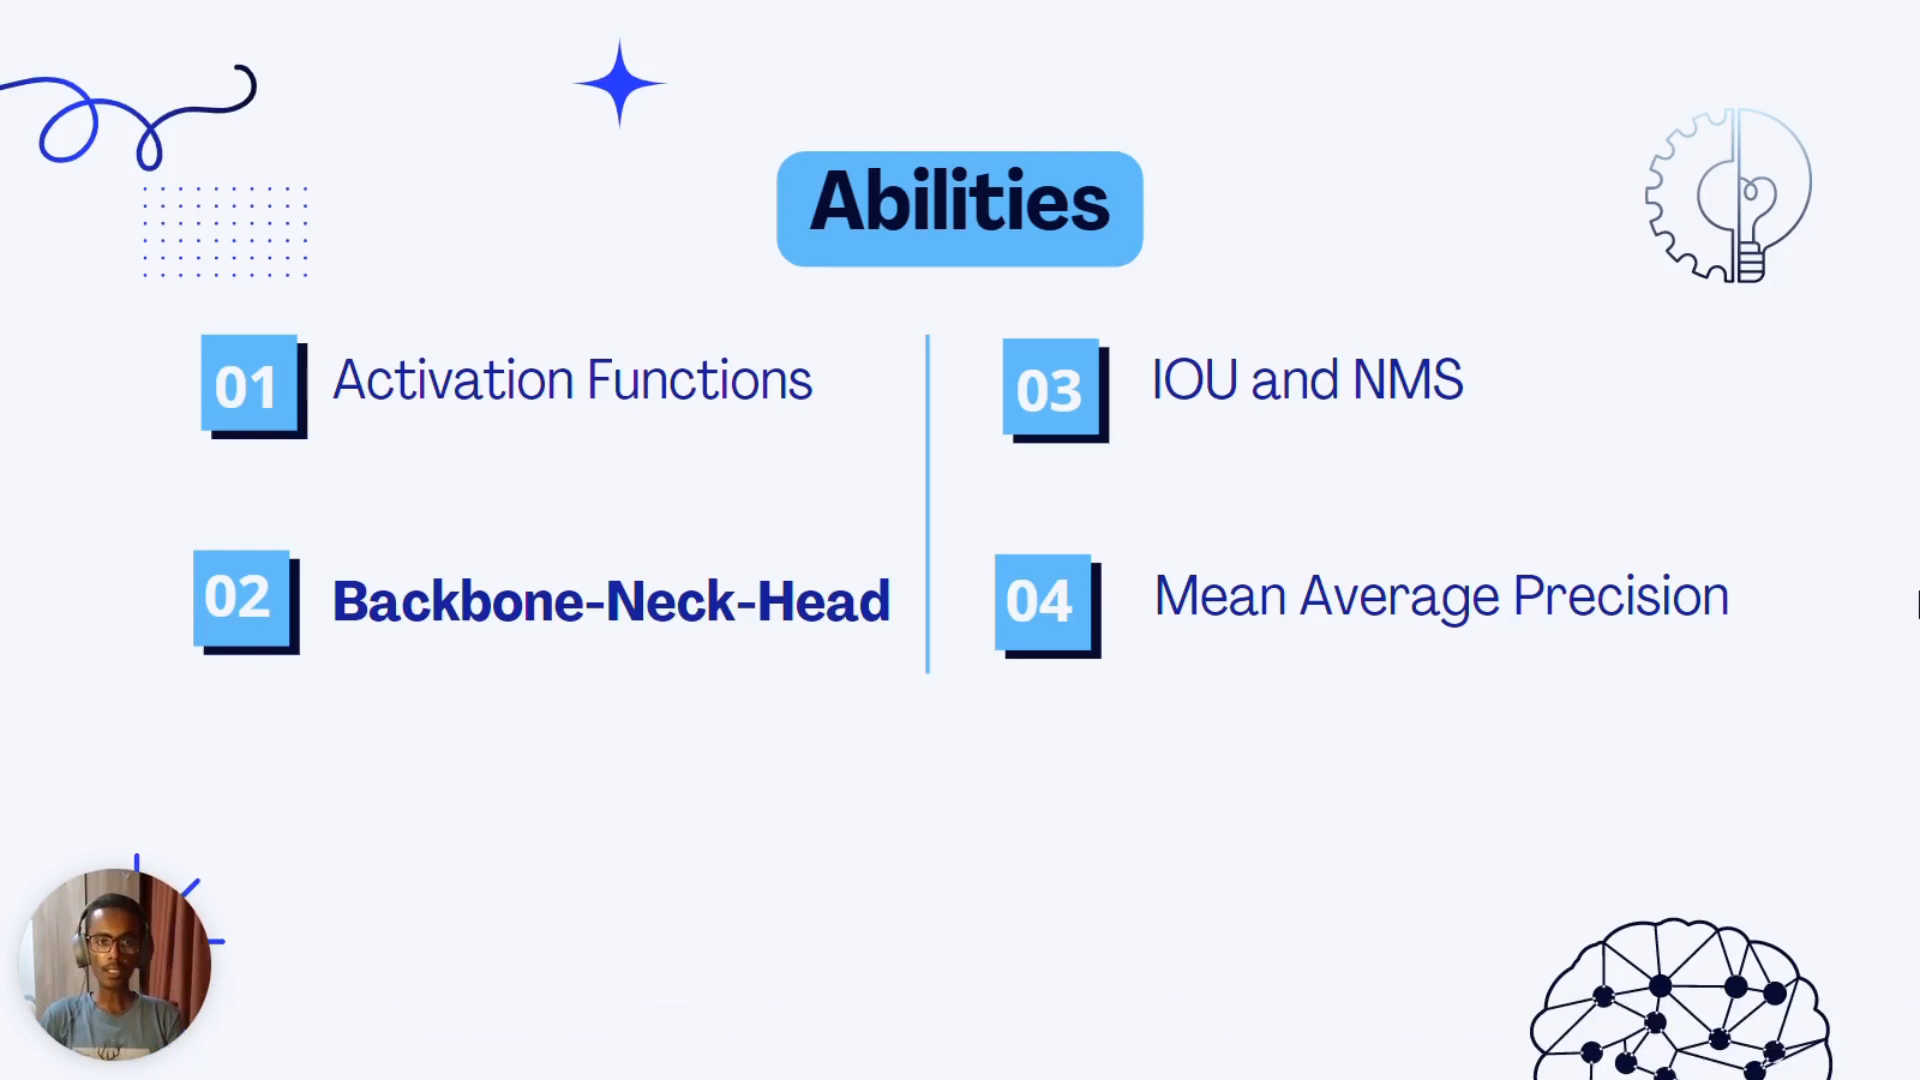 Abilities
01 Activation Functions
02 Backbone-Neck-Head
03 IOU and NMS
04 Mean Average Precision